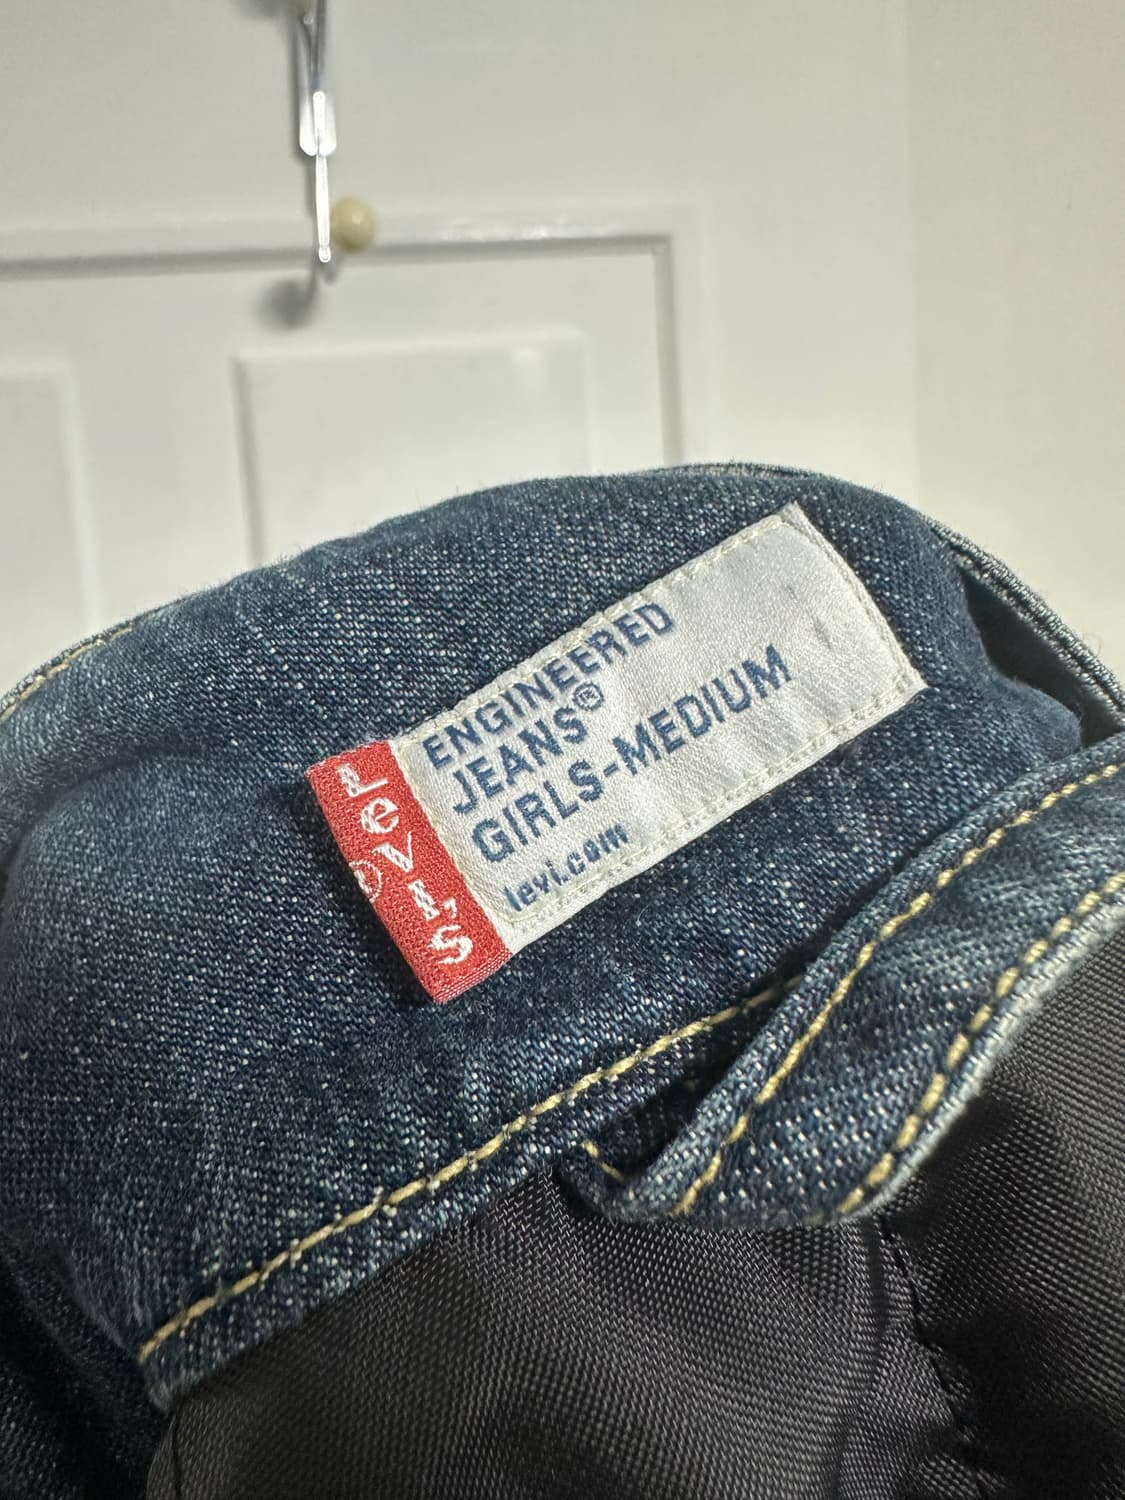 ENGINEERED
JEANS®
GIRLS-MEDIUM
levi.com
Levi's
®